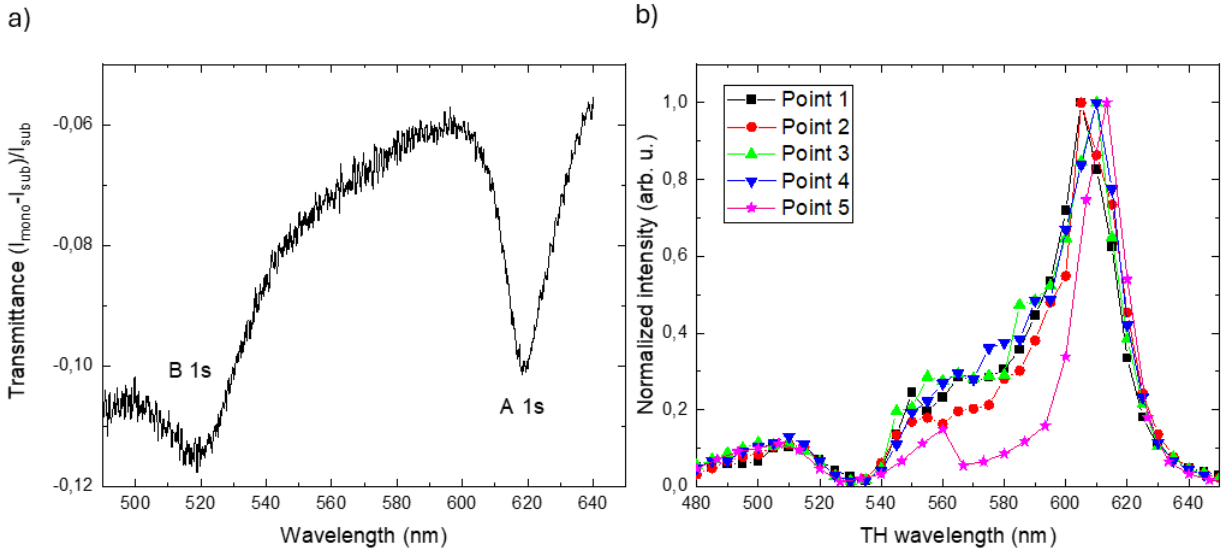 a)
-0,06
-0,08
-0,10
-0,12
Transmittance (Imono-Isub)/Isub
B 1s
A 1s
500 520 540 560 580 600 620 640
Wavelength (nm)
b)
Point 1
Point 2
Point 3
Point 4
Point 5
1,0
0,8
0,6
0,4
0,2
0,0
Normalized intensity (arb. u.)
480 500 520 540 560 580 600 620 640
TH wavelength (nm)